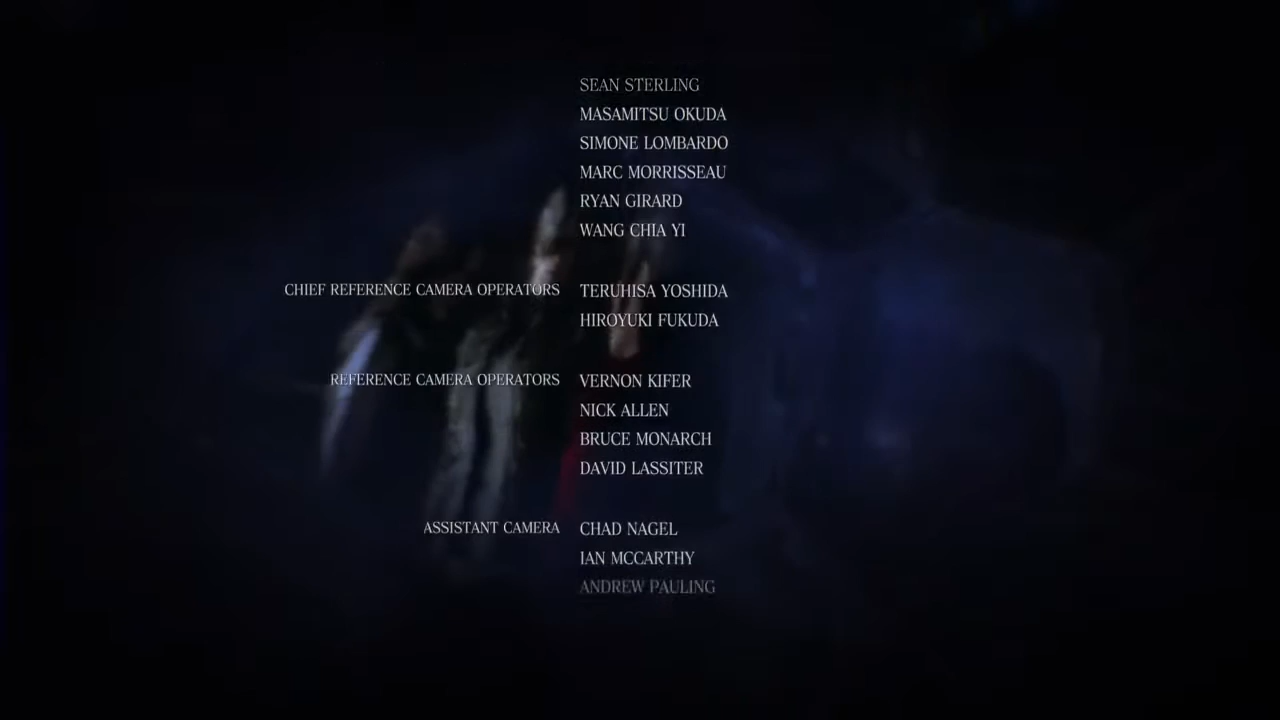 SEAN STERLING
MASAMITSU OKUDA
SIMONE LOMBARDO
MARC MORRISSEAU
RYAN GIRARD
WANG CHIA YI
CHIEF REFERENCE CAMERA OPERATORS TERUHISA YOSHIDA
HIROYUKI FUKUDA
REFERENCE CAMERA OPERATORS VERNON KIFER
NICK ALLEN
BRUCE MONARCH
DAVID LASSITER
ASSISTANT CAMERA CHAD NAGEL
IAN MCCARTHY
ANDREW PAULING